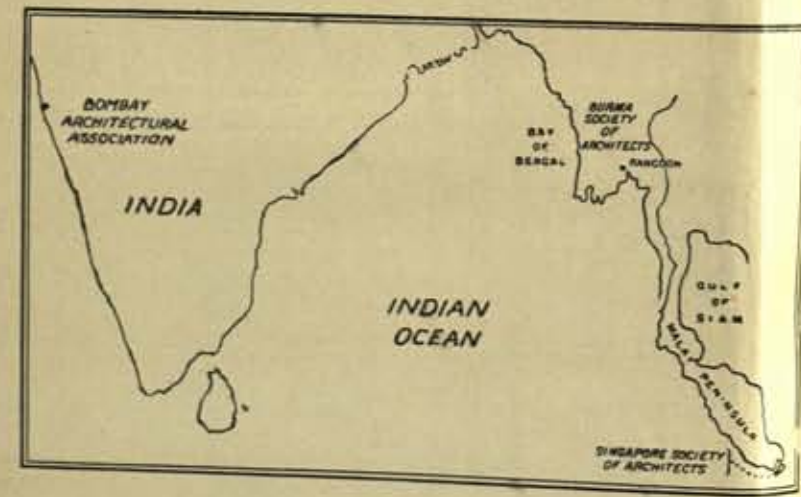 BOMBAY
ARCHITECTURAL
ASSOCIATION
INDIA
BAY
OF
BENGAL
BURMA
SOCIETY
OF
ARCHITECTS
RANGOON
INDIAN
OCEAN
GULF
OF
SIAM
MALAY PENINSULA
SINGAPORE SOCIETY
OF ARCHITECTS